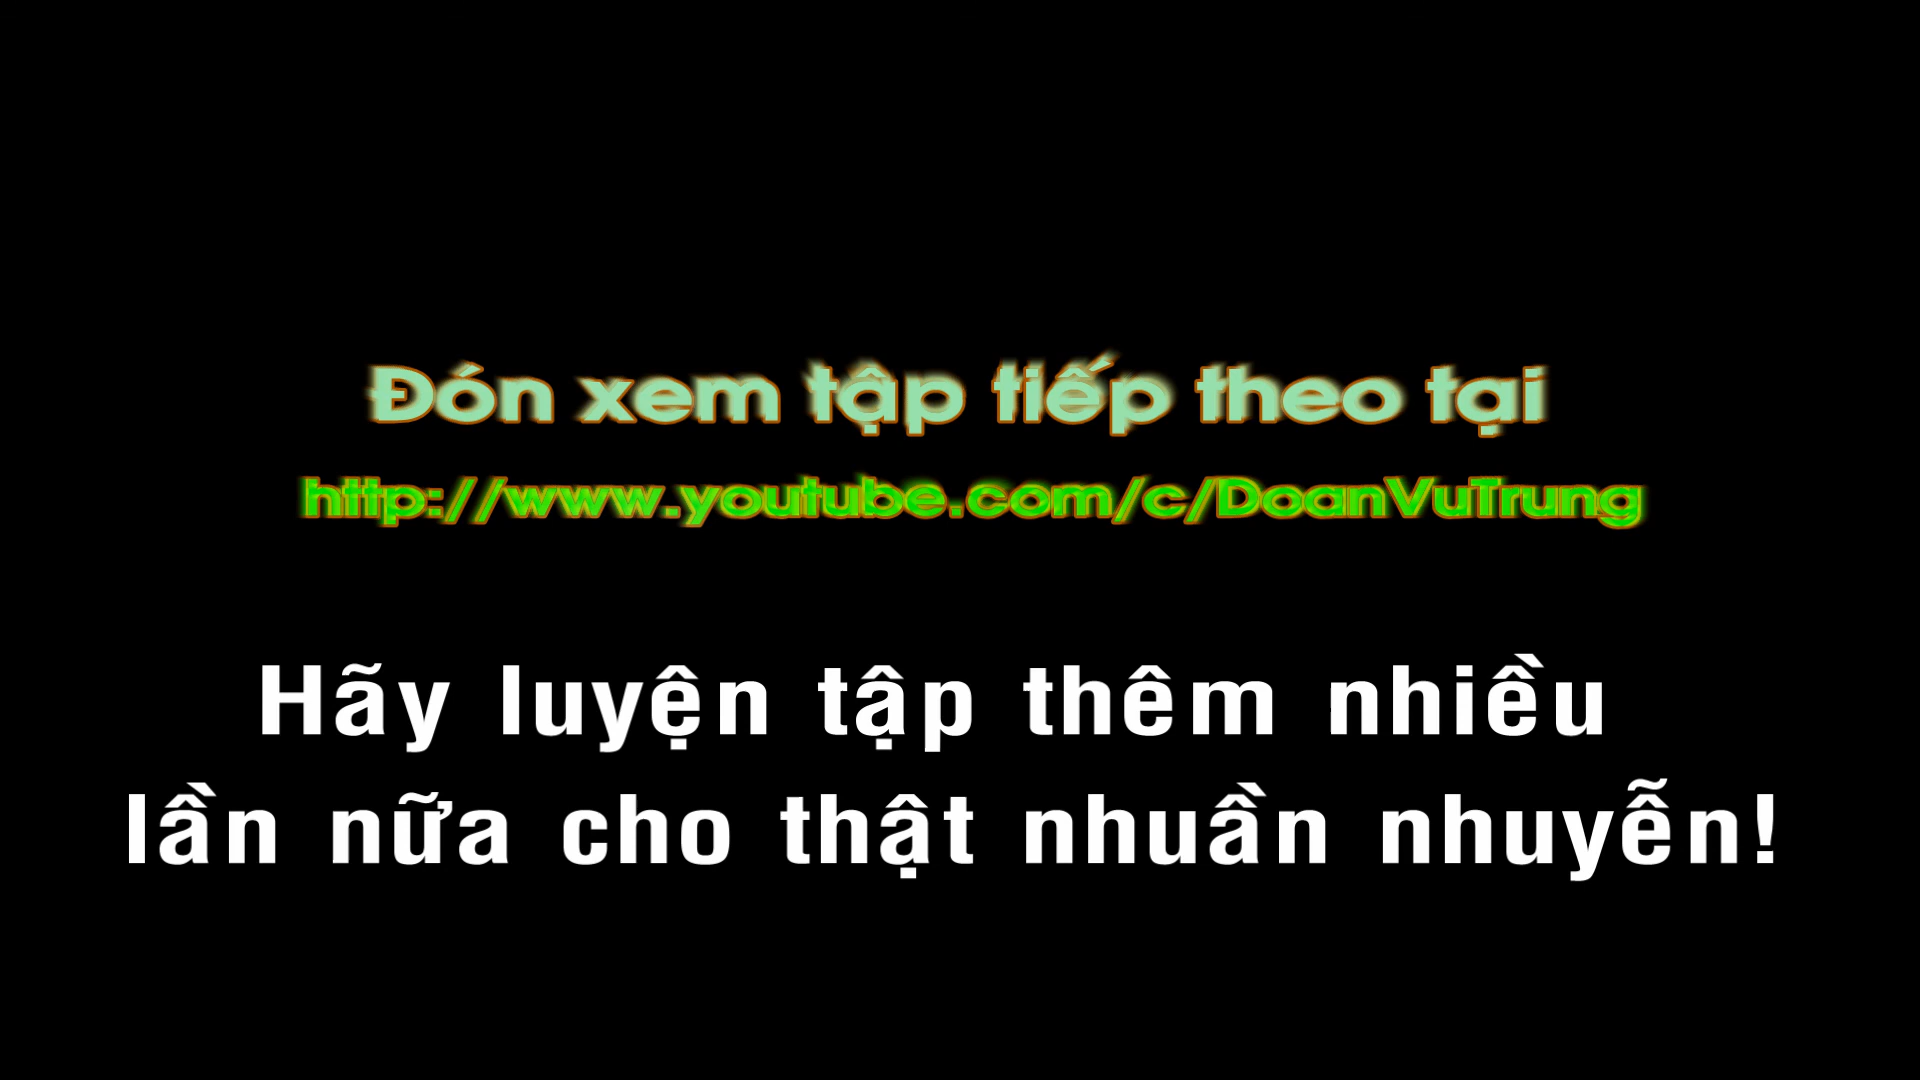 Đón xem tập tiếp theo tại
http://www.youtube.com/c/DoanVuTrung
Hãy luyện tập thêm nhiều
lần nữa cho thật nhuần nhuyễn!